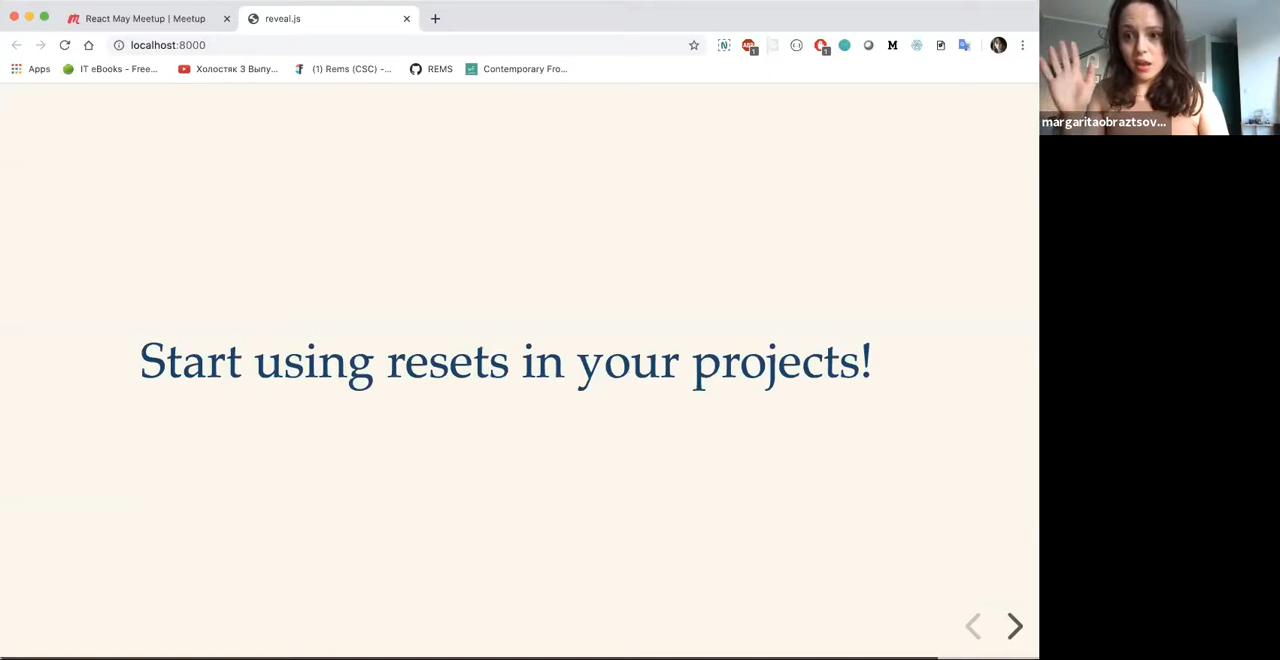 React May Meetup | Meetup
reveal.js
localhost:8000
Apps
IT eBooks - Free...
Холостяк 3 Выпу...
(1) Rems (CSC) -...
REMS
Contemporary Fro...
margaritaobraztsov...
Start using resets in your projects!